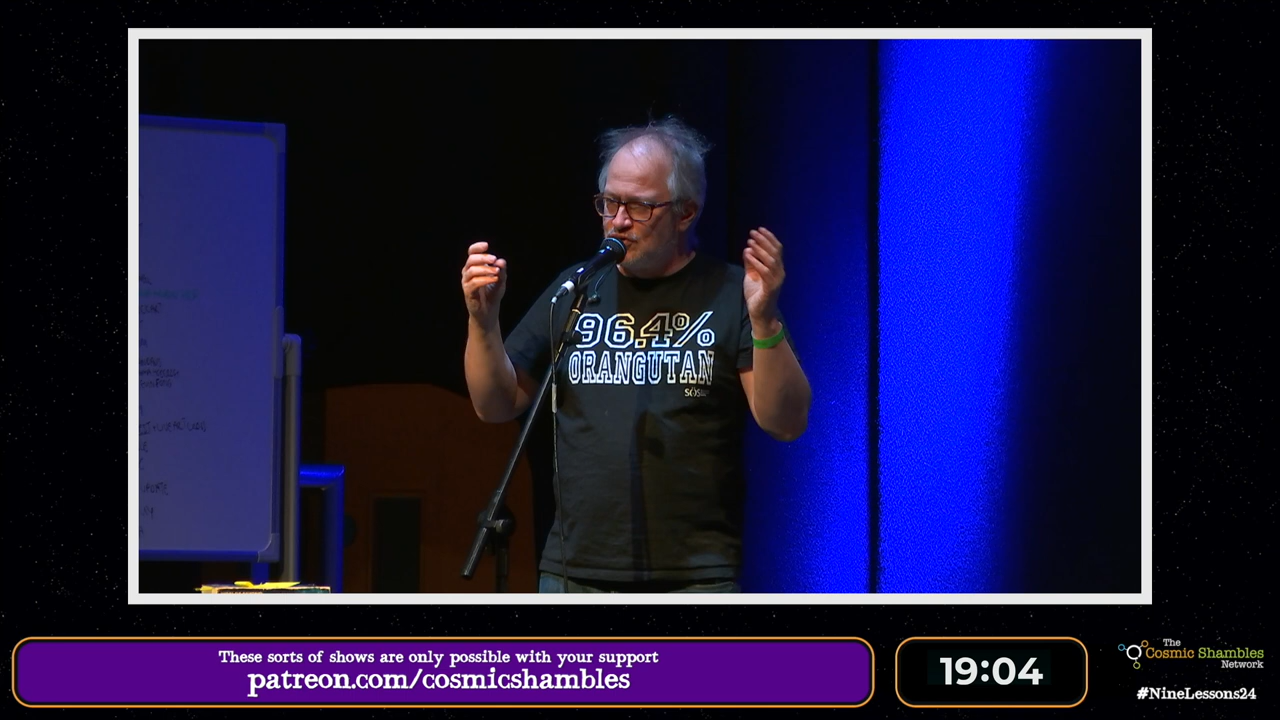 96.4%
ORANGUTAN
SOS
These sorts of shows are only possible with your support
patreon.com/cosmicshambles
19:04
The
Cosmic Shambles
Network
#NineLessons24